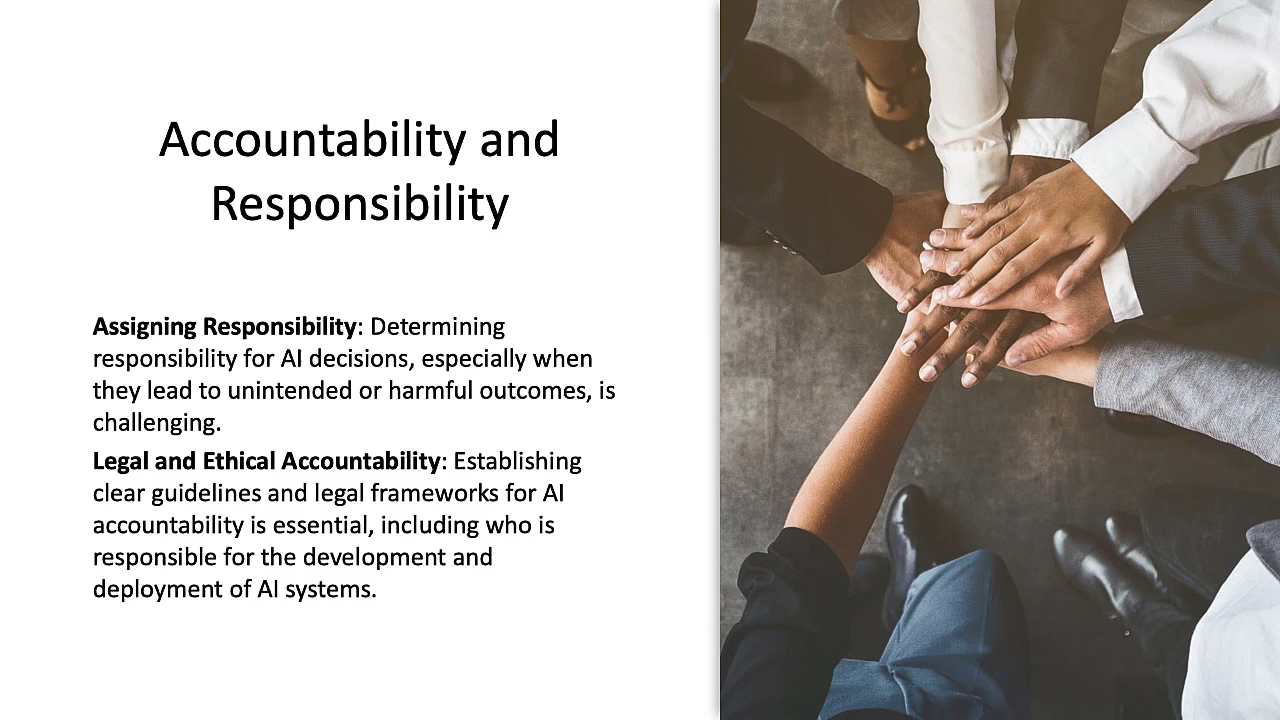 Accountability and
Responsibility
Assigning Responsibility: Determining
responsibility for AI decisions, especially when
they lead to unintended or harmful outcomes, is
challenging.
Legal and Ethical Accountability: Establishing
clear guidelines and legal frameworks for AI
accountability is essential, including who is
responsible for the development and
deployment of AI systems.